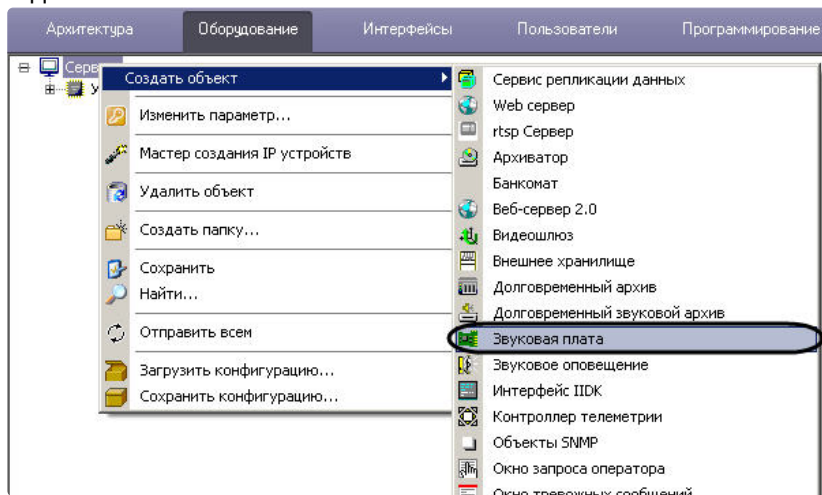 Архитектура Оборудование Интерфейсы Пользователи Программирование
Создать объект
Изменить параметр...
Мастер создания IP устройств
Удалить объект
Создать папку...
Сохранить
Найти...
Отправить всем
Загрузить конфигурацию...
Сохранить конфигурацию...
Сервис репликации данных
Web сервер
rtsp Сервер
Архиватор
Банкомат
Веб-сервер 2.0
Видеошлюз
Внешнее хранилище
Долговременный архив
Долговременный звуковой архив
Звуковая плата
Звуковое оповещение
Интерфейс IIDK
Контроллер телеметрии
Объекты SNMP
Окно запроса оператора
Окно тревожных сообщений